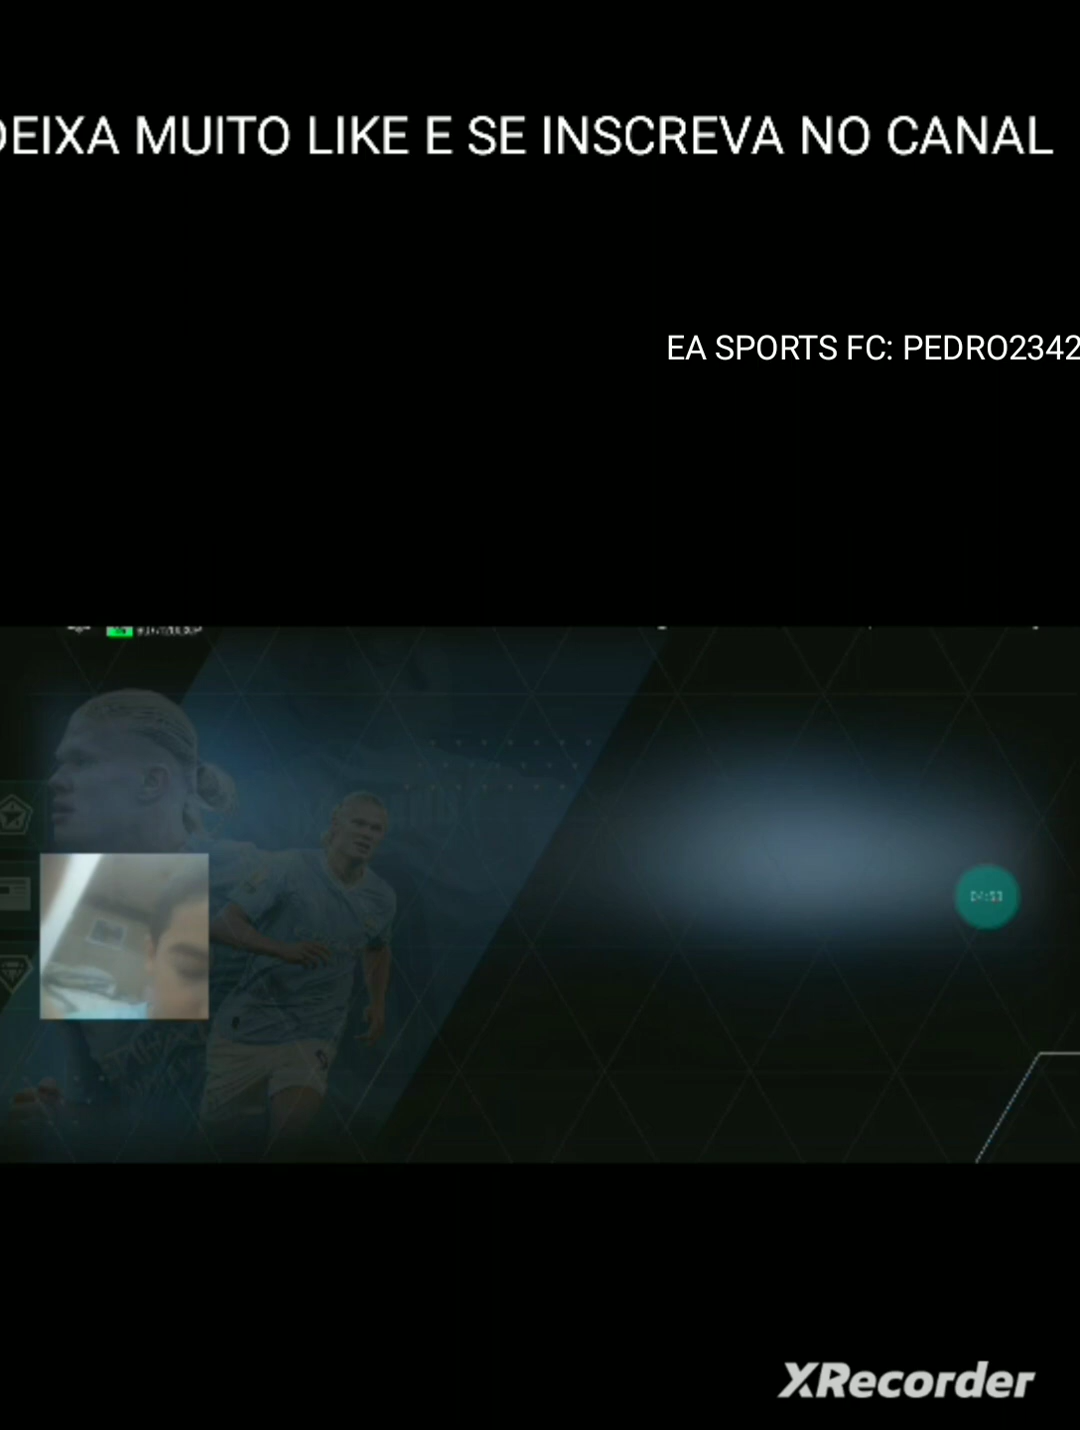 DEIXA MUITO LIKE E SE INSCREVA NO CANAL
EA SPORTS FC: PEDRO2342
XRecorder